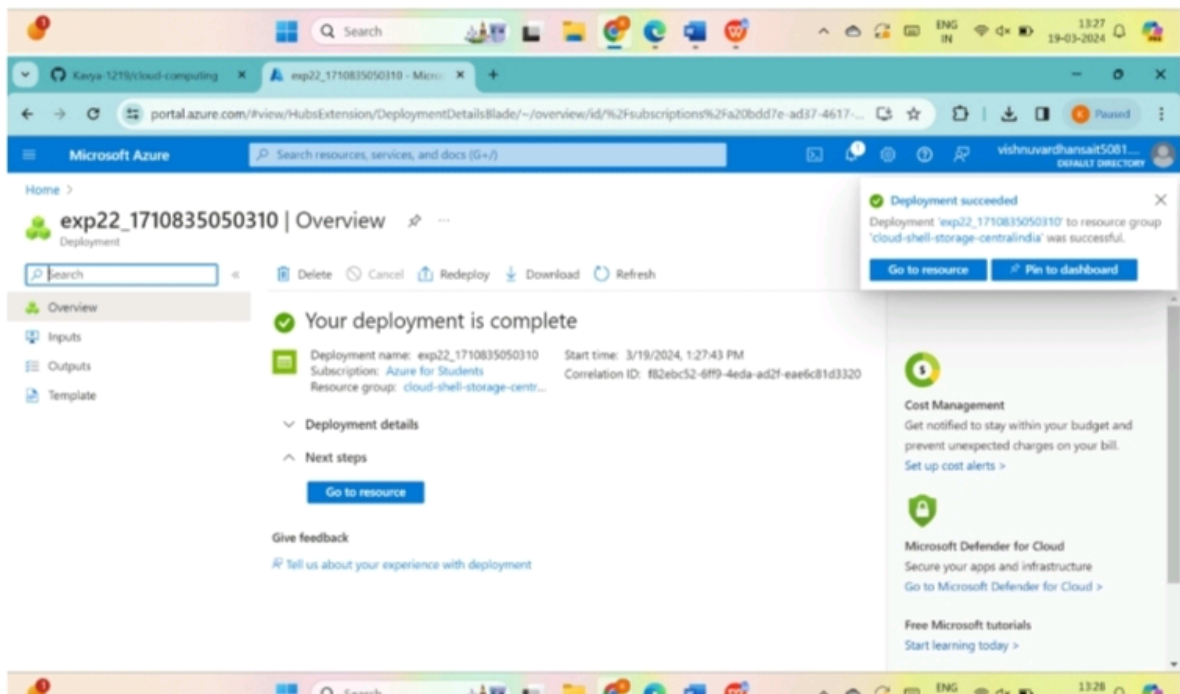 Search
ENG
IN
13:27
19-03-2024
Kavya-1219/cloud-computing
exp22_1710835050310 - Micro
portal.azure.com/#view/HubsExtension/DeploymentDetailsBlade/~/overview/id/%2Fsubscriptions%2Fa20bdd7e-ad37-4617-...
Paused
Microsoft Azure
Search resources, services, and docs (G+/)
1
vishnuvardhansait5081...
DEFAULT DIRECTORY
Home >
exp22_1710835050310 | Overview
Deployment
Deployment succeeded
Deployment 'exp22_1710835050310' to resource group
'cloud-shell-storage-centralindia' was successful.
Go to resource
Pin to dashboard
Search
Delete
Cancel
Redeploy
Download
Refresh
Overview
Inputs
Outputs
Template
Your deployment is complete
Deployment name: exp22_1710835050310
Subscription: Azure for Students
Resource group: cloud-shell-storage-centr...
Start time: 3/19/2024, 1:27:43 PM
Correlation ID: f82ebc52-6ff9-4eda-ad2f-eae6c81d3320
Deployment details
Next steps
Go to resource
Give feedback
Tell us about your experience with deployment
Cost Management
Get notified to stay within your budget and
prevent unexpected charges on your bill.
Set up cost alerts >
Microsoft Defender for Cloud
Secure your apps and infrastructure
Go to Microsoft Defender for Cloud >
Free Microsoft tutorials
Start learning today >
Search
ENG
13:28